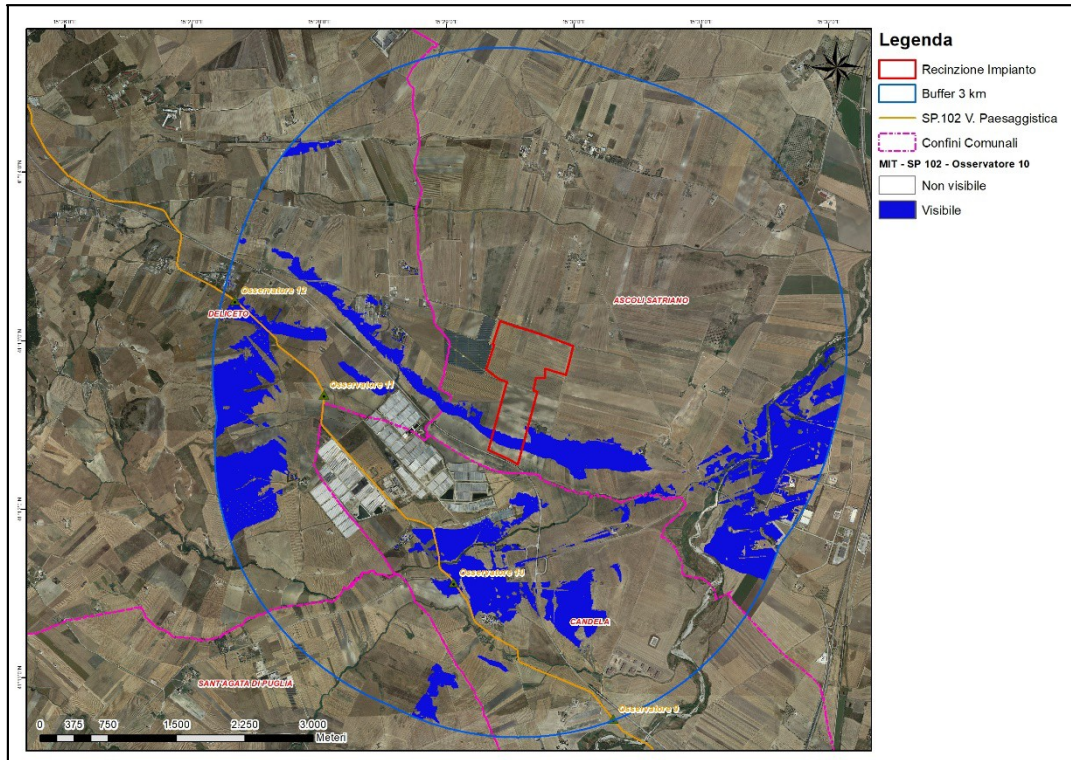 Legenda
Recinzione Impianto
Buffer 3 km
SP.102 V. Paesaggistica
Confini Comunali
MIT - SP 102 - Osservatore 10
Non visibile
Visibile
Osservatore 12
DELICETO
ASCOLI SATRIANO
Osservatore 11
Osservatore 10
CANDELA
SANT'AGATA DI PUGLIA
Osservatore 9
0 375 750 1.500 2.250 3.000
Meteri